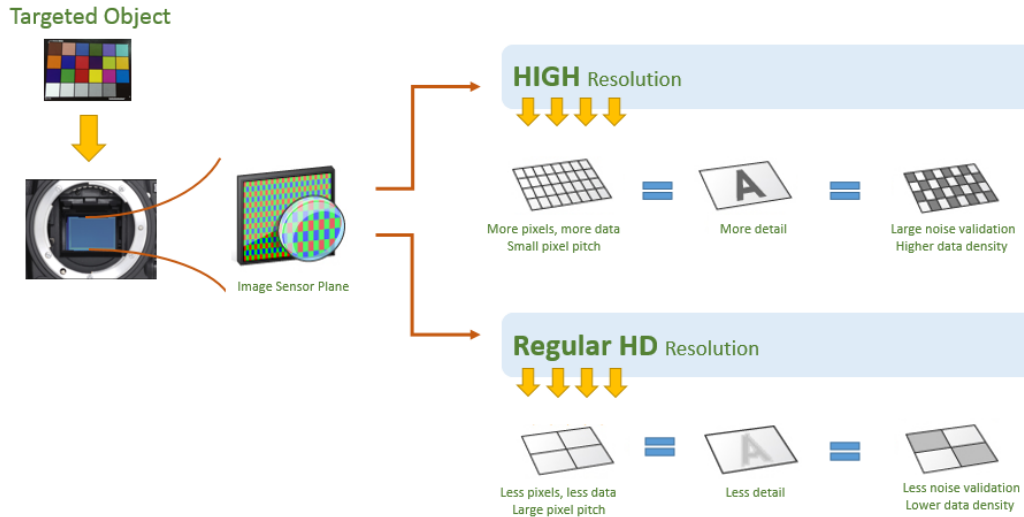 Targeted Object
HIGH Resolution
More pixels, more data
Small pixel pitch
A
More detail
Large noise validation
Higher data density
Image Sensor Plane
Regular HD Resolution
Less pixels, less data
Large pixel pitch
A
Less detail
Less noise validation
Lower data density